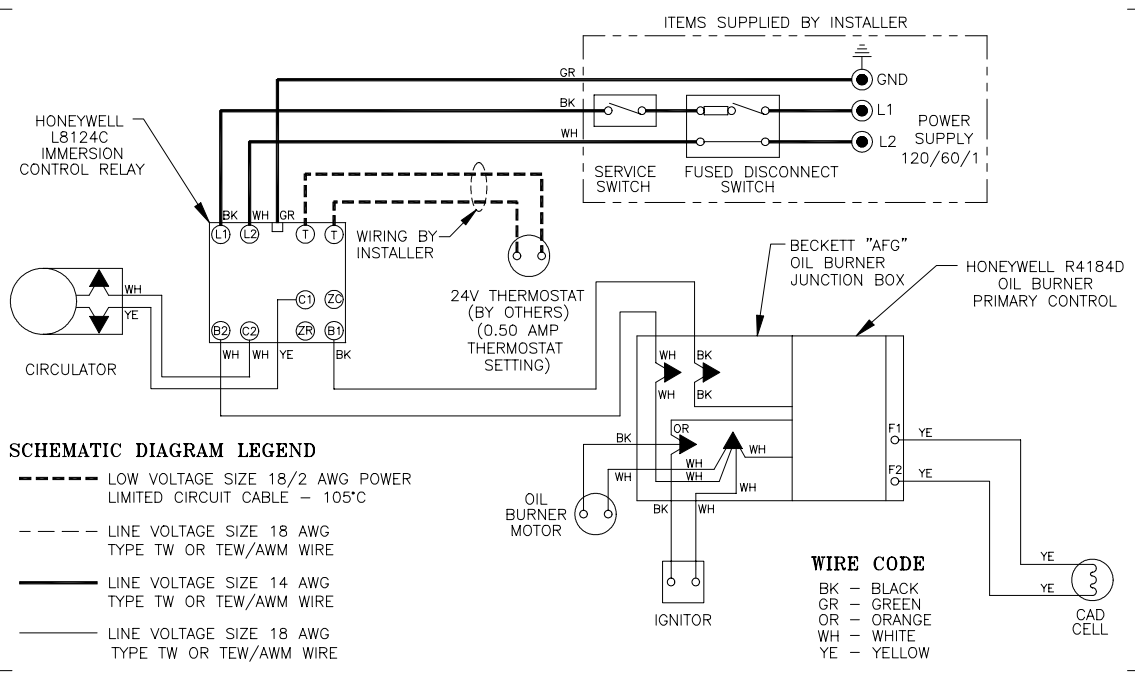 ITEMS SUPPLIED BY INSTALLER
GR
GND
BK
L1
WH
L2
POWER
SUPPLY
120/60/1
SERVICE
SWITCH
FUSED DISCONNECT
SWITCH
HONEYWELL
L8124C
IMMERSION
CONTROL RELAY
BK
WH
GR
L1
L2
T
T
WIRING BY
INSTALLER
C1
ZC
B2
C2
ZR
B1
WH
WH
YE
BK
WH
YE
CIRCULATOR
24V THERMOSTAT
(BY OTHERS)
(0.50 AMP
THERMOSTAT
SETTING)
BECKETT "AFG"
OIL BURNER
JUNCTION BOX
HONEYWELL R4184D
OIL BURNER
PRIMARY CONTROL
WH
BK
WH
BK
OR
BK
WH
WH
WH
WH
WH
BK
WH
OIL
BURNER
MOTOR
IGNITOR
F1
YE
F2
YE
YE
YE
CAD
CELL
SCHEMATIC DIAGRAM LEGEND
LOW VOLTAGE SIZE 18/2 AWG POWER
LIMITED CIRCUIT CABLE – 105°C
LINE VOLTAGE SIZE 18 AWG
TYPE TW OR TEW/AWM WIRE
LINE VOLTAGE SIZE 14 AWG
TYPE TW OR TEW/AWM WIRE
LINE VOLTAGE SIZE 18 AWG
TYPE TW OR TEW/AWM WIRE
WIRE CODE
BK – BLACK
GR – GREEN
OR – ORANGE
WH – WHITE
YE – YELLOW